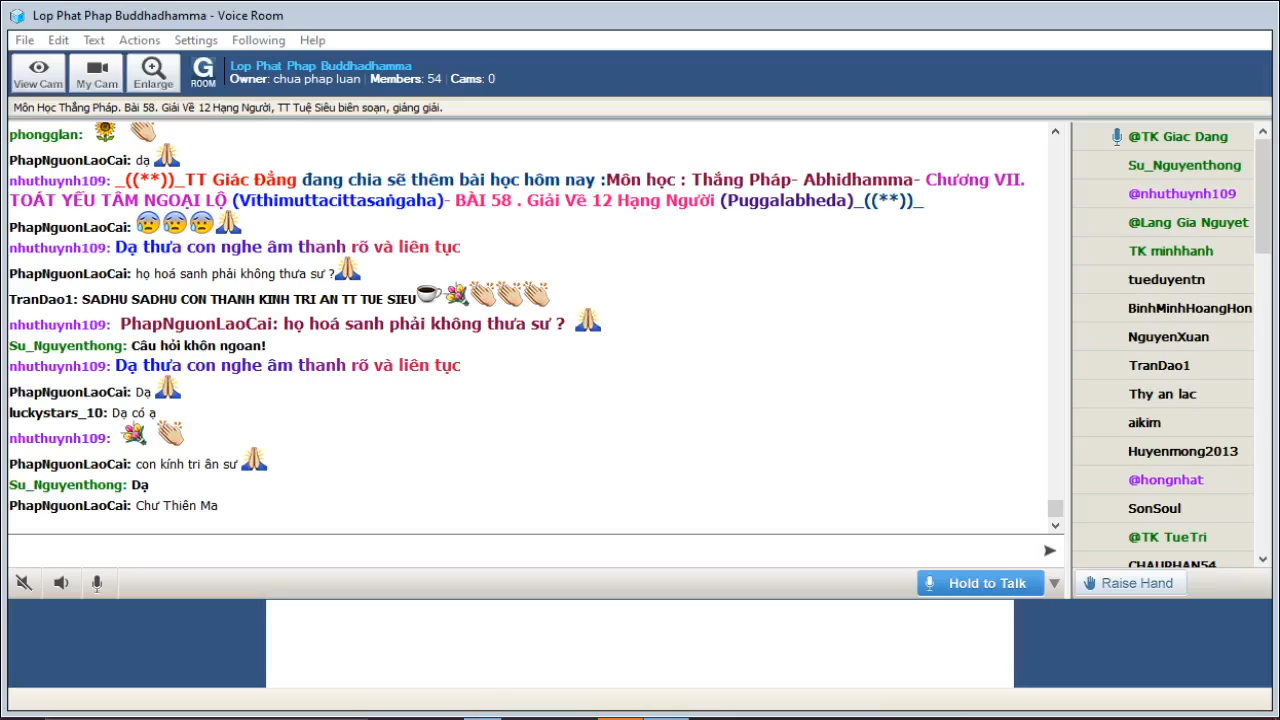 Lop Phat Phap Buddhadhamma - Voice Room
File Edit Text Actions Settings Following Help
View Cam My Cam Enlarge G ROOM
Lop Phat Phap Buddhadhamma
Owner: chua phap luan | Members: 54 | Cams: 0
Môn Học Thắng Pháp. Bài 58. Giải Về 12 Hạng Người, TT Tuệ Siêu biên soạn, giảng giải.
phongglan:
PhapNguonLaoCai: dạ
nhuthuynh109: _((**))_TT Giác Đẳng đang chia sẽ thêm bài học hôm nay :Môn học : Thắng Pháp- Abhidhamma- Chương VII.
TOÁT YẾU TÂM NGOẠI LỘ (Vīthimuttacittasaṅgaha)- BÀI 58 . Giải Về 12 Hạng Người (Puggalabheda)_((**))_
PhapNguonLaoCai:
nhuthuynh109: Dạ thưa con nghe âm thanh rõ và liên tục
PhapNguonLaoCai: họ hoá sanh phải không thưa sư ?
TranDao1: SADHU SADHU CON THANH KINH TRI AN TT TUE SIEU
nhuthuynh109: PhapNguonLaoCai: họ hoá sanh phải không thưa sư ?
Su_Nguyenthong: Câu hỏi khôn ngoan!
nhuthuynh109: Dạ thưa con nghe âm thanh rõ và liên tục
PhapNguonLaoCai: Dạ
luckystars_10: Dạ có ạ
nhuthuynh109:
PhapNguonLaoCai: con kính tri ân sư
Su_Nguyenthong: Dạ
PhapNguonLaoCai: Chư Thiên Ma
@TK Giac Dang
Su_Nguyenthong
@nhuthuynh109
@Lang Gia Nguyet
TK minhhanh
tueduyentn
BinhMinhHoangHon
NguyenXuan
TranDao1
Thy an lac
aikim
Huyenmong2013
@hongnhat
SonSoul
@TK TueTri
CHAUPHAN54
Hold to Talk
Raise Hand